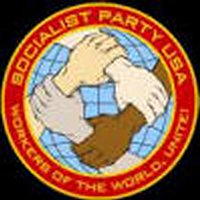 SOCIALIST PARTY USA
WORKERS OF THE WORLD, UNITE!